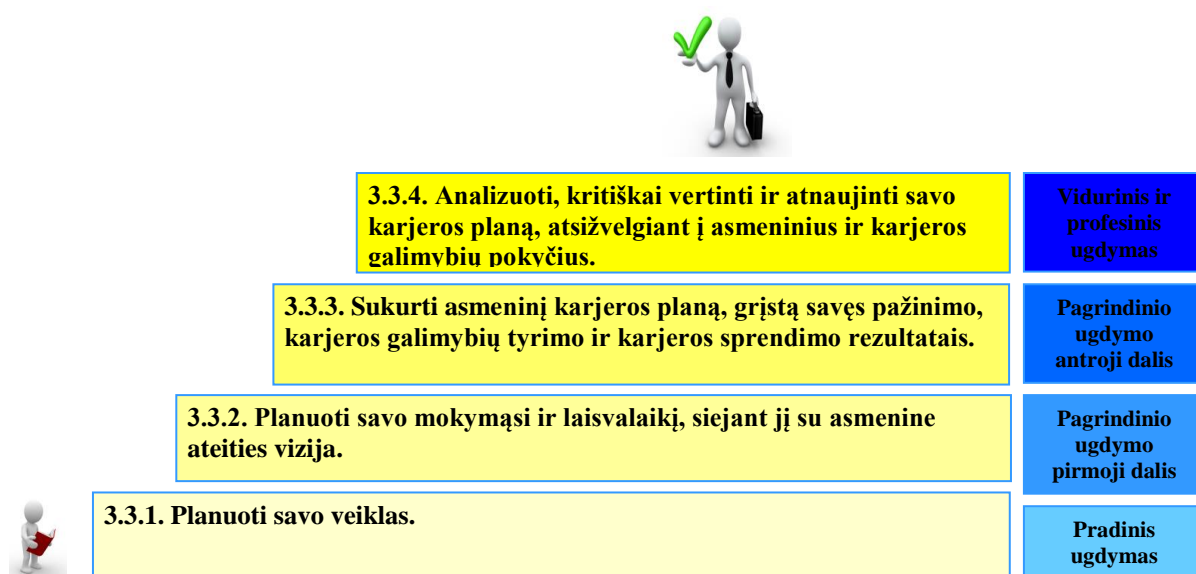 3.3.4. Analizuoti, kritiškai vertinti ir atnaujinti savo
karjeros planą, atsižvelgiant į asmeninius ir karjeros
galimybių pokyčius.
Vidurinis ir
profesinis
ugdymas
3.3.3. Sukurti asmeninį karjeros planą, grįstą savęs pažinimo,
karjeros galimybių tyrimo ir karjeros sprendimo rezultatais.
Pagrindinio
ugdymo
antroji dalis
3.3.2. Planuoti savo mokymąsi ir laisvalaikį, siejant jį su asmenine
ateities vizija.
Pagrindinio
ugdymo
pirmoji dalis
3.3.1. Planuoti savo veiklas.
Pradinis
ugdymas